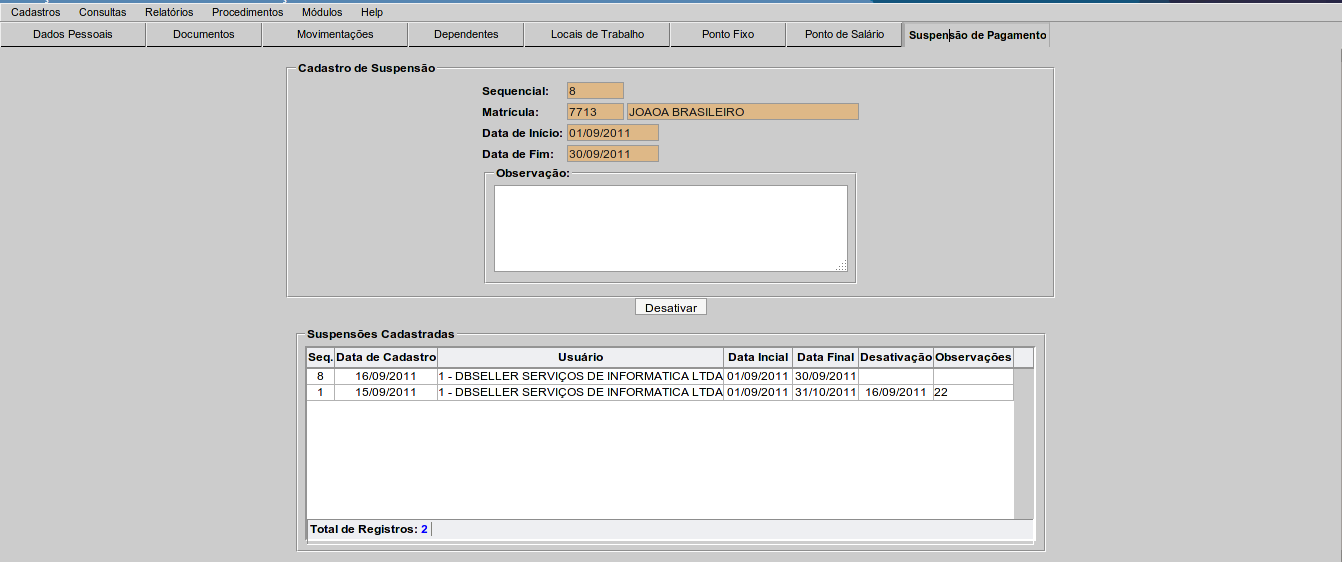 Cadastros Consultas Relatórios Procedimentos Módulos Help
Dados Pessoais Documentos Movimentações Dependentes Locais de Trabalho Ponto Fixo Ponto de Salário Suspensão de Pagamento
Cadastro de Suspensão
Sequencial: 8
Matrícula: 7713 JOAOA BRASILEIRO
Data de Início: 01/09/2011
Data de Fim: 30/09/2011
Observação:
Desativar
Suspensões Cadastradas
Seq. Data de Cadastro Usuário Data Incial Data Final Desativação Observações
8 16/09/2011 1 - DBSELLER SERVIÇOS DE INFORMATICA LTDA 01/09/2011 30/09/2011
1 15/09/2011 1 - DBSELLER SERVIÇOS DE INFORMATICA LTDA 01/09/2011 31/10/2011 16/09/2011 22
Total de Registros: 2